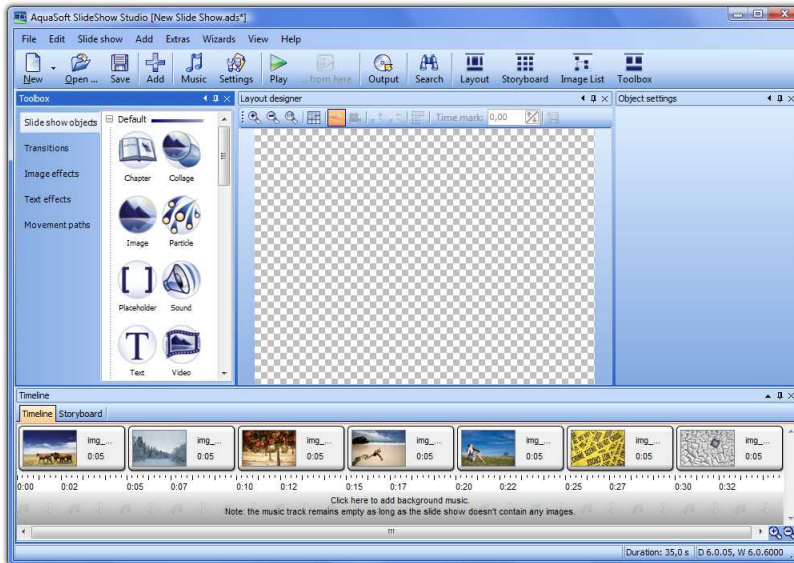 AquaSoft SlideShow Studio [New Slide Show.ads*]
File Edit Slide show Add Extras Wizards View Help
New Open ... Save Add Music Settings Play ... from here Output Search Layout Storyboard Image List Toolbox
Toolbox
Layout designer
Object settings
Slide show objects
Transitions
Image effects
Text effects
Movement paths
Default
Chapter Collage
Image Particle
Placeholder Sound
Text Video
Time mark: 0,00
Timeline
Timeline Storyboard
img_... img_... img_... img_... img_... img_... img_...
0:05 0:05 0:05 0:05 0:05 0:05 0:05
0:00 0:02 0:05 0:07 0:10 0:12 0:15 0:17 0:20 0:22 0:25 0:27 0:30 0:32
Click here to add background music.
Note: the music track remains empty as long as the slide show doesn't contain any images.
Duration: 35,0 s D 6.0.05, W 6.0.6000